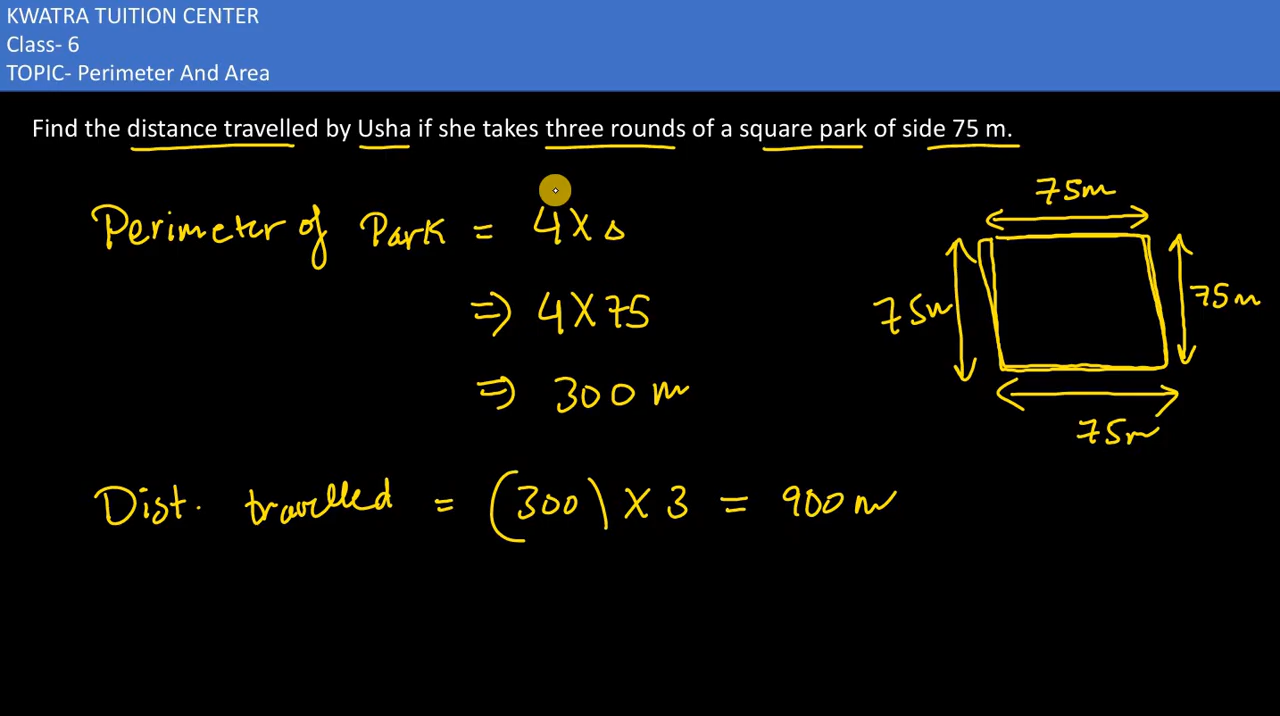 KWATRA TUITION CENTER
Class- 6
TOPIC- Perimeter And Area
Find the distance travelled by Usha if she takes three rounds of a square park of side 75 m.
75m
Perimeter of Park = 4 X s
75m
75m
⇒ 4 X 75
⇒ 300 m
75m
Dist. travelled = (300) X 3 = 900 m